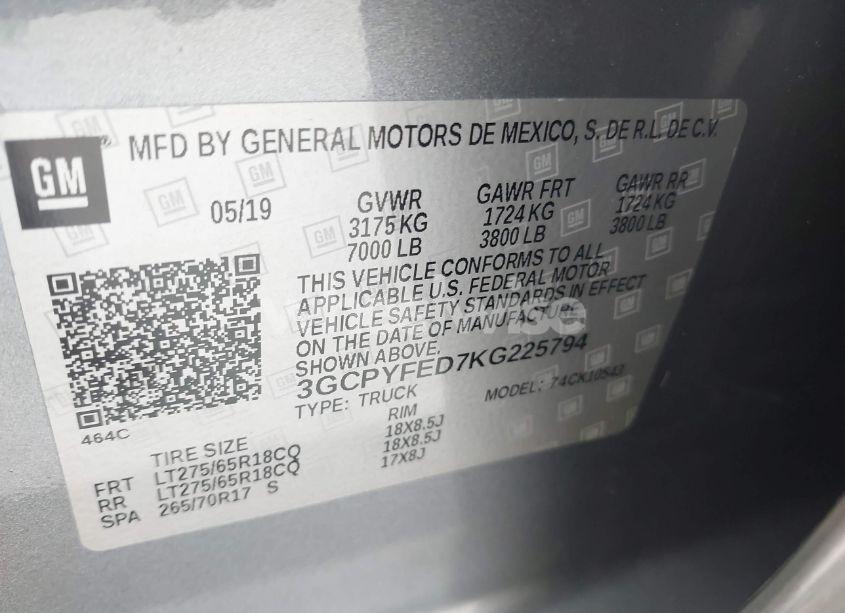 GM
MFD BY GENERAL MOTORS DE MEXICO, S. DE R.L. DE C.V.
05/19
GVWR GAWR FRT GAWR RR
3175 KG 1724 KG 1724 KG
7000 LB 3800 LB 3800 LB
THIS VEHICLE CONFORMS TO ALL
APPLICABLE U.S. FEDERAL MOTOR
VEHICLE SAFETY STANDARDS IN EFFECT
ON THE DATE OF MANUFACTURE
SHOWN ABOVE.
3GCPYFED7KG225794
TYPE: TRUCK MODEL: 74CK10543
464C
TIRE SIZE RIM
FRT LT275/65R18CQ 18X8.5J
RR LT275/65R18CQ 18X8.5J
SPA 265/70R17 S 17X8J